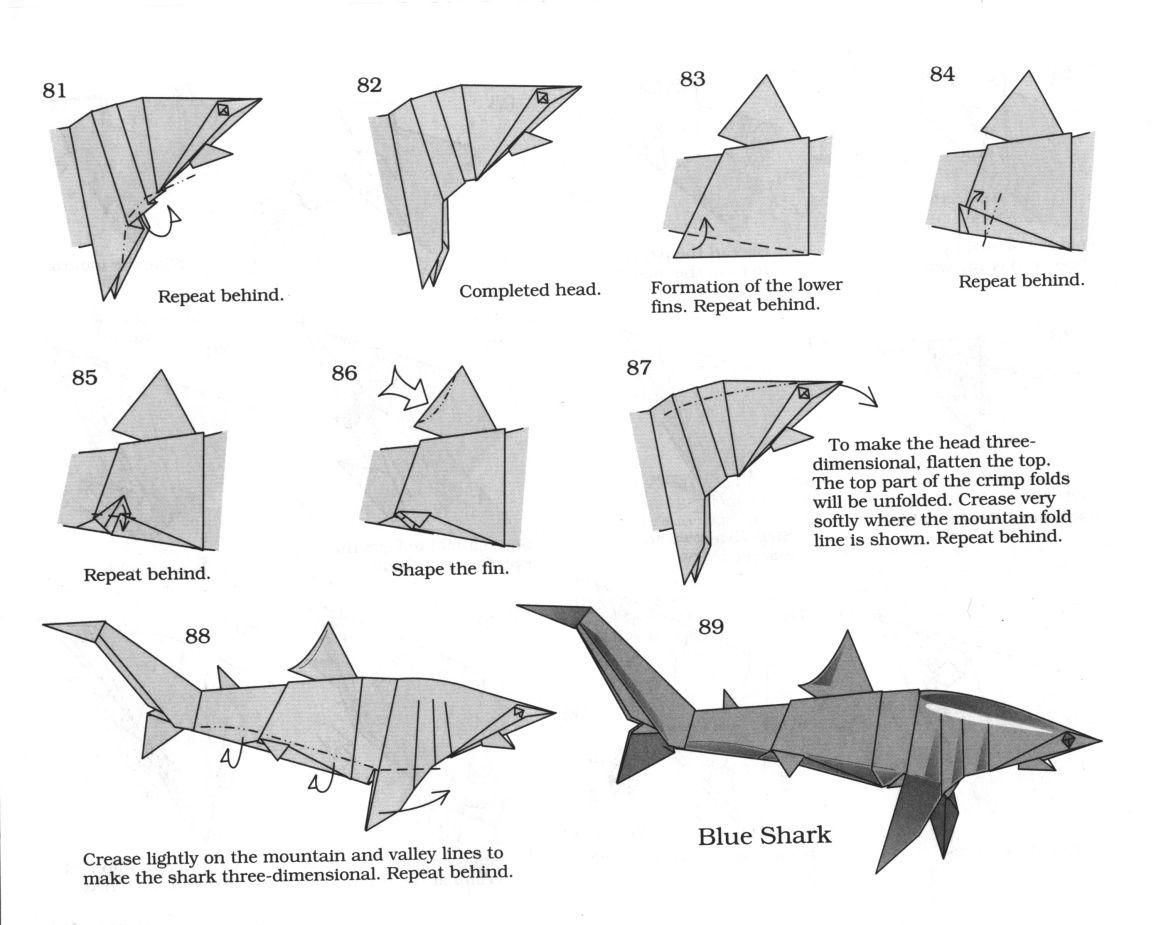 81
Repeat behind.
82
Completed head.
83
Formation of the lower
fins. Repeat behind.
84
Repeat behind.
85
Repeat behind.
86
Shape the fin.
87
To make the head three-
dimensional, flatten the top.
The top part of the crimp folds
will be unfolded. Crease very
softly where the mountain fold
line is shown. Repeat behind.
88
Crease lightly on the mountain and valley lines to
make the shark three-dimensional. Repeat behind.
89
Blue Shark